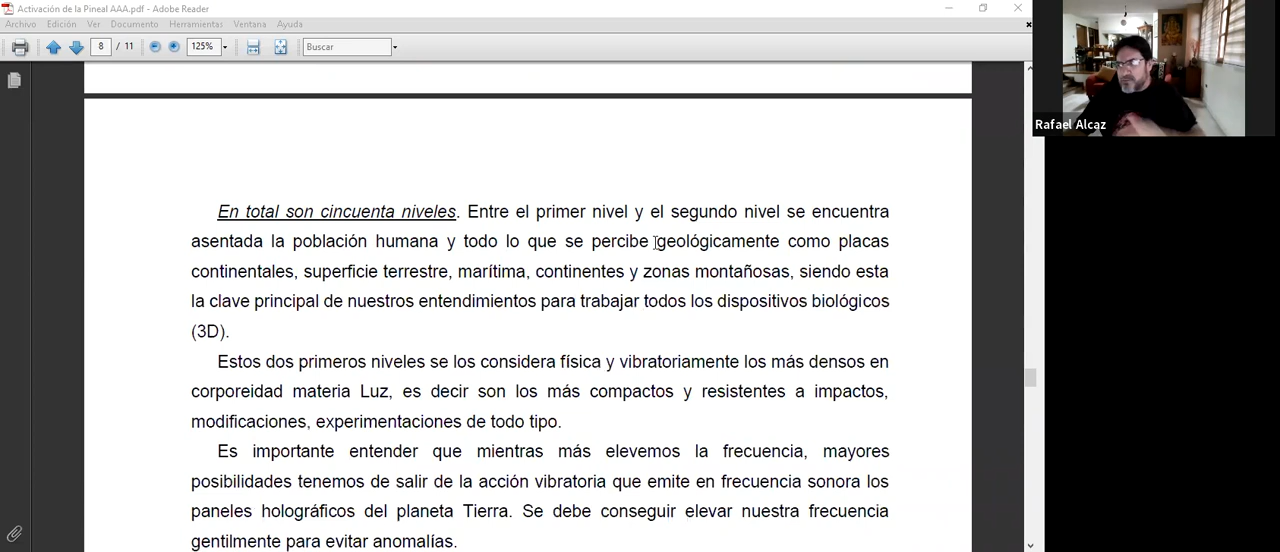 Activación de la Pineal AAA.pdf - Adobe Reader
Archivo Edición Ver Documento Herramientas Ventana Ayuda
8 / 11 125% Buscar
Rafael Alcaz
En total son cincuenta niveles. Entre el primer nivel y el segundo nivel se encuentra
asentada la población humana y todo lo que se percibe geológicamente como placas
continentales, superficie terrestre, marítima, continentes y zonas montañosas, siendo esta
la clave principal de nuestros entendimientos para trabajar todos los dispositivos biológicos
(3D).
Estos dos primeros niveles se los considera física y vibratoriamente los más densos en
corporeidad materia Luz, es decir son los más compactos y resistentes a impactos,
modificaciones, experimentaciones de todo tipo.
Es importante entender que mientras más elevemos la frecuencia, mayores
posibilidades tenemos de salir de la acción vibratoria que emite en frecuencia sonora los
paneles holográficos del planeta Tierra. Se debe conseguir elevar nuestra frecuencia
gentilmente para evitar anomalías.